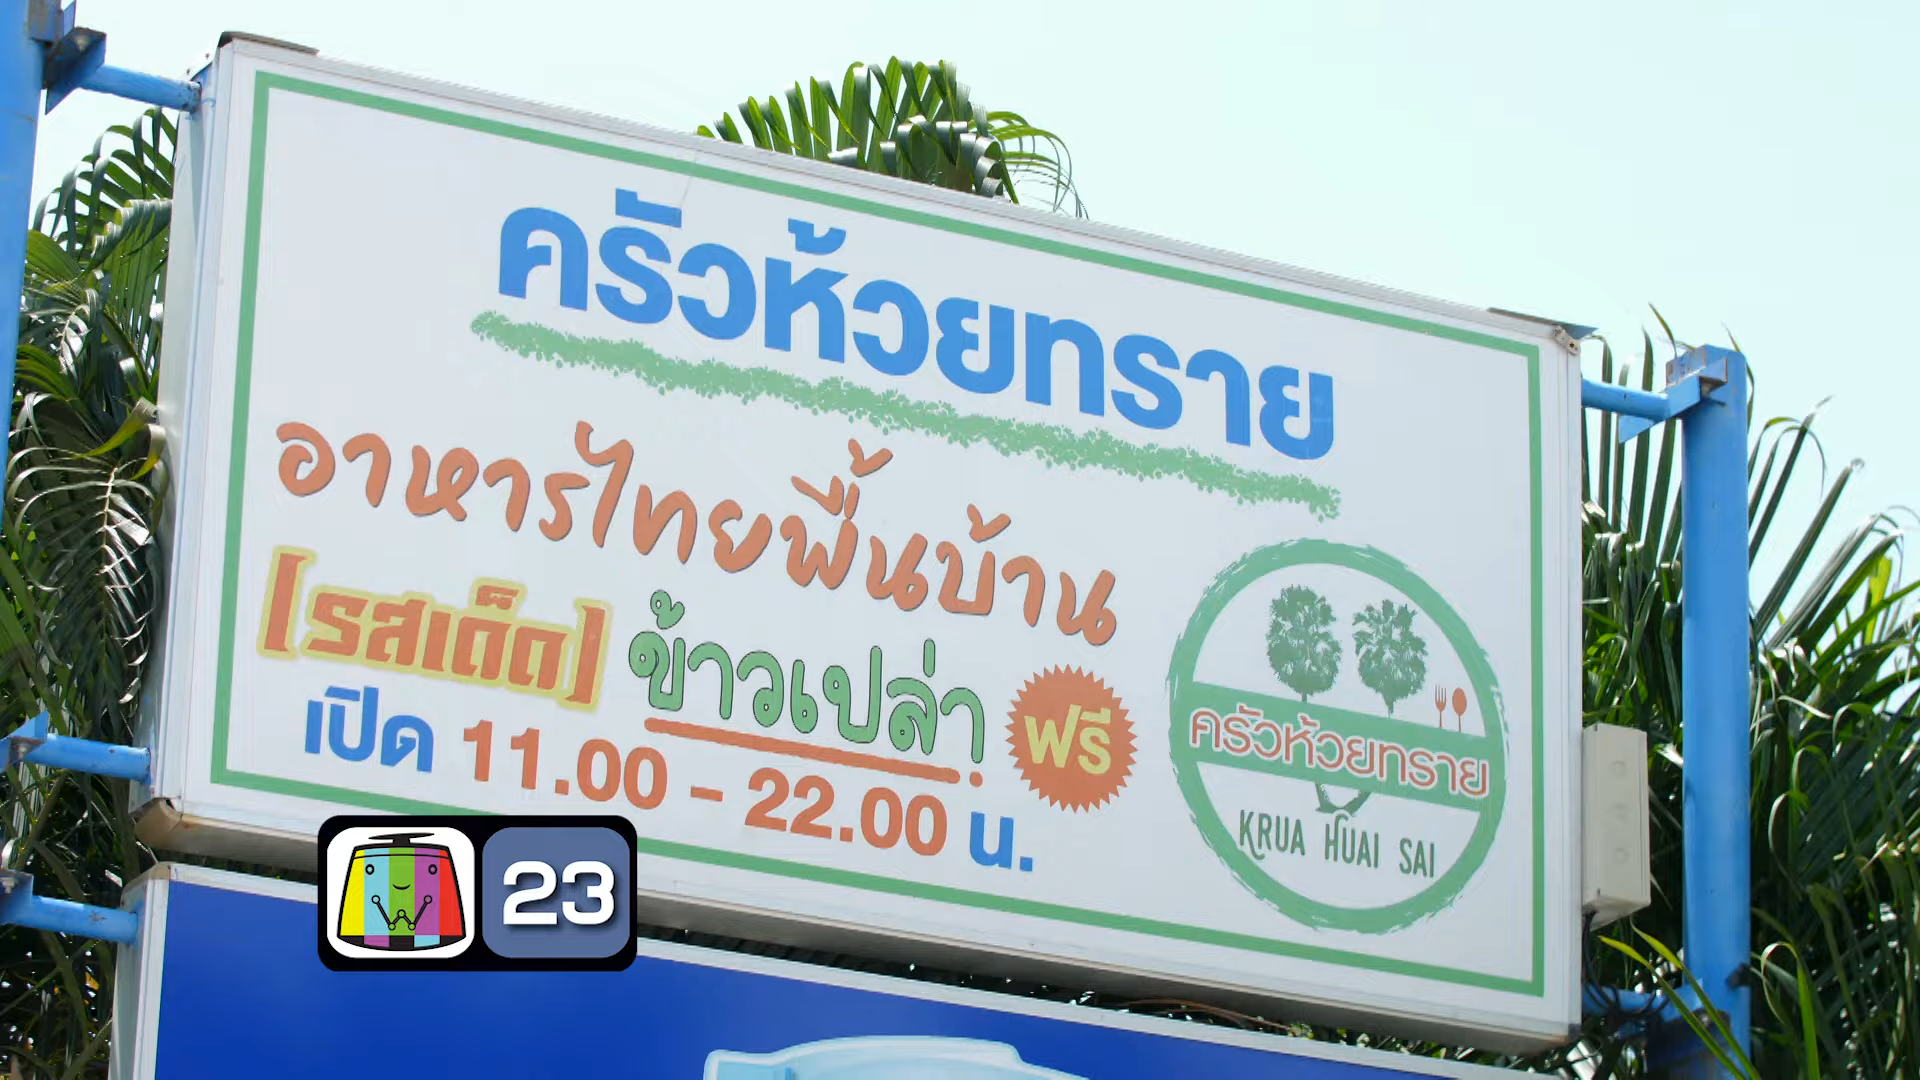 ครัวห้วยทราย
อาหารไทยพื้นบ้าน
[รสเด็ด] ข้าวเปล่า ฟรี
เปิด 11.00 - 22.00 น.
ครัวห้วยทราย
KRUA HUAI SAI
23